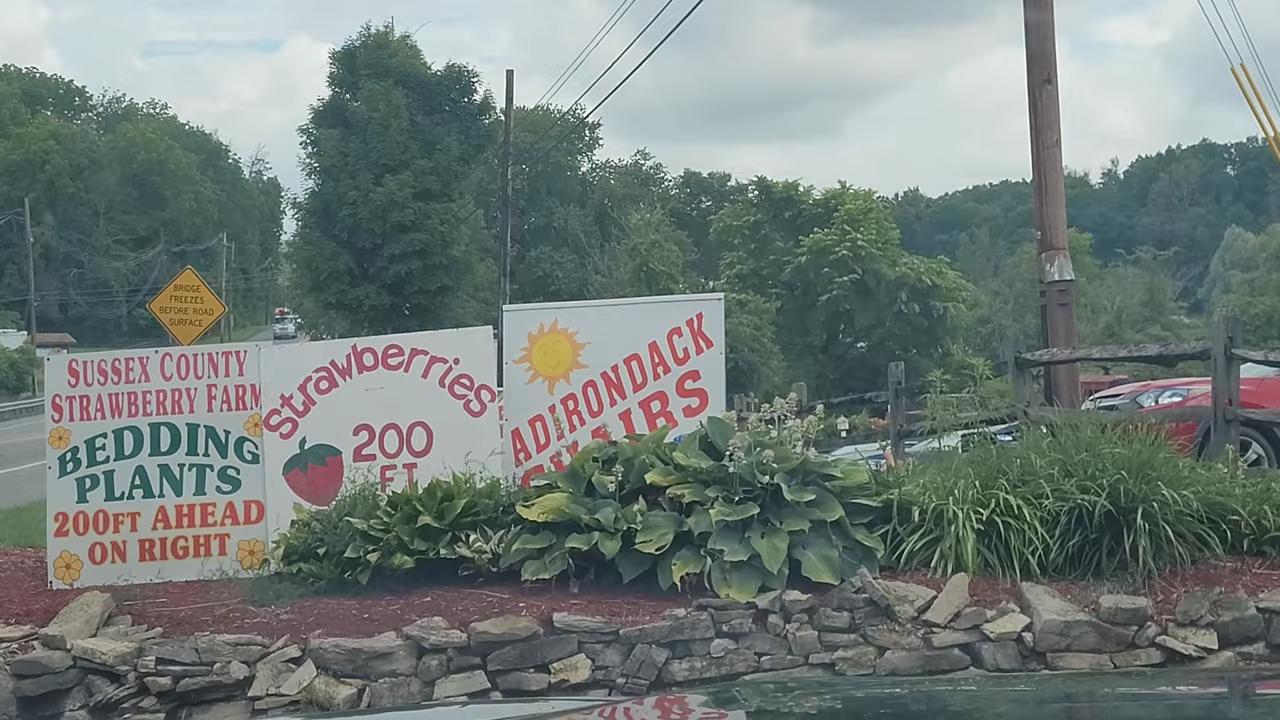 BRIDGE
FREEZES
BEFORE ROAD
SURFACE
SUSSEX COUNTY
STRAWBERRY FARM
BEDDING
PLANTS
200FT AHEAD
ON RIGHT
Strawberries
200
FT
ADIRONDACK
CHAIRS